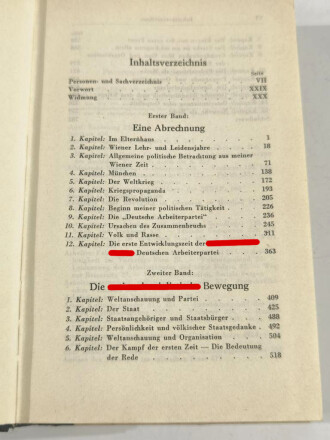 Inhaltsverzeichnis
Seite
Personen- und Sachverzeichnis VII
Vorwort XXIX
Widmung XXX
Erster Band:
Eine Abrechnung
1. Kapitel: Im Elternhaus 1
2. Kapitel: Wiener Lehr- und Leidensjahre 18
3. Kapitel: Allgemeine politische Betrachtung aus meiner
Wiener Zeit 71
4. Kapitel: München 138
5. Kapitel: Der Weltkrieg 172
6. Kapitel: Kriegspropaganda 193
7. Kapitel: Die Revolution 205
8. Kapitel: Beginn meiner politischen Tätigkeit 226
9. Kapitel: Die „Deutsche Arbeiterpartei" 236
10. Kapitel: Ursachen des Zusammenbruchs 245
11. Kapitel: Volk und Rasse 311
12. Kapitel: Die erste Entwicklungszeit der
Deutschen Arbeiterpartei 363
Zweiter Band:
Die Bewegung
1. Kapitel: Weltanschauung und Partei 409
2. Kapitel: Der Staat 425
3. Kapitel: Staatsangehöriger und Staatsbürger 488
4. Kapitel: Persönlichkeit und völkischer Staatsgedanke 492
5. Kapitel: Weltanschauung und Organisation 504
6. Kapitel: Der Kampf der ersten Zeit — Die Bedeutung
der Rede 518